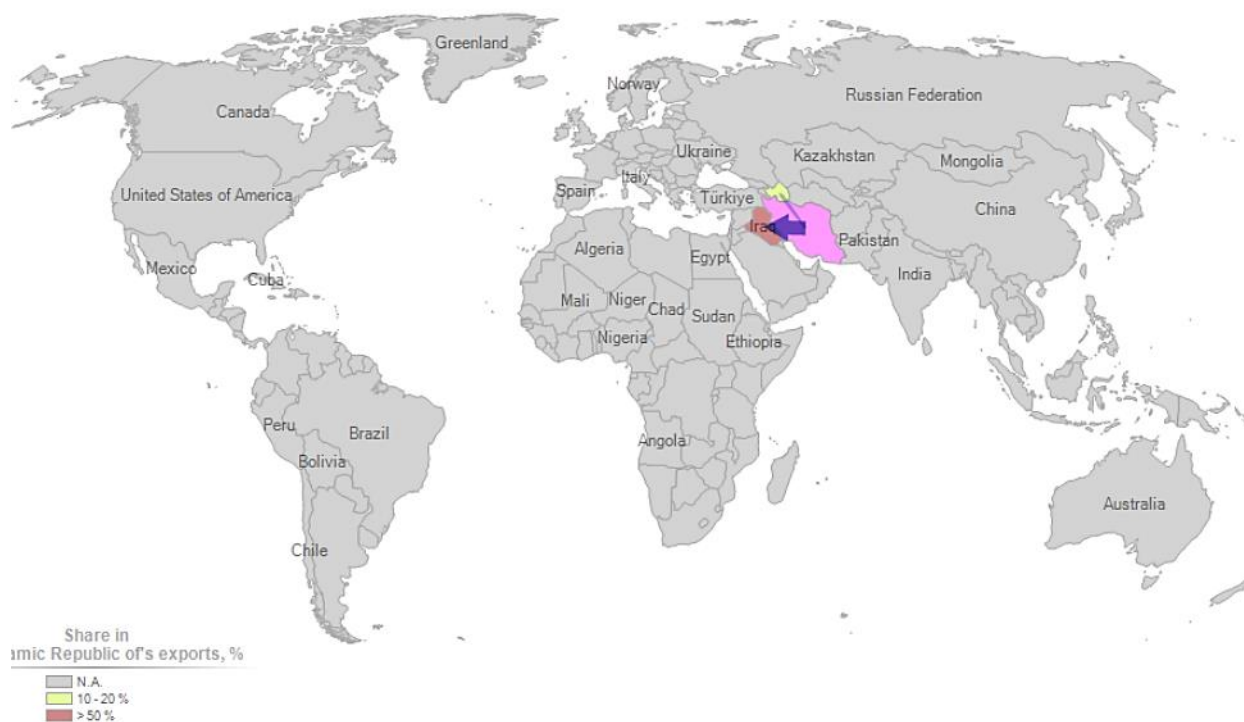 Greenland
Norway
Russian Federation
Canada
Ukraine
Kazakhstan
Mongolia
United States of America
Spain
Italy
Türkiye
China
Iraq
Pakistan
Algeria
Egypt
India
Mexico
Cuba
Mali
Niger
Chad
Sudan
Nigeria
Ethiopia
Peru
Brazil
Angola
Bolivia
Australia
Chile
Share in
amic Republic of's exports, %
N.A.
10 - 20 %
> 50 %